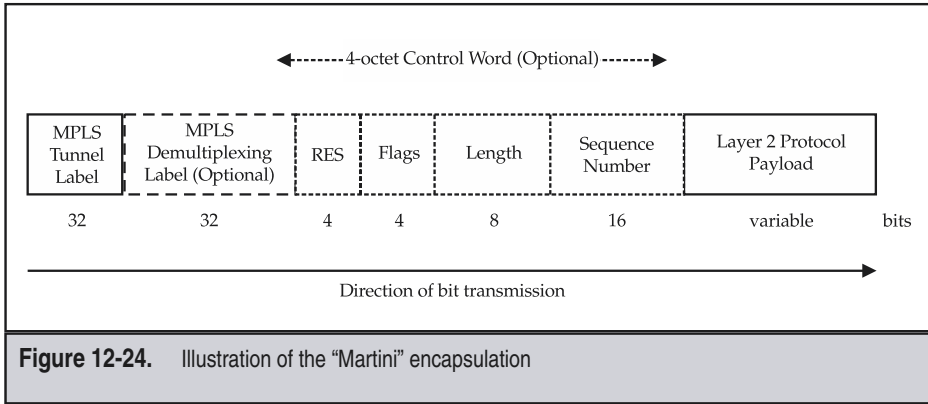 4-octet Control Word (Optional)
MPLS
Tunnel
Label
MPLS
Demultiplexing
Label (Optional)
RES
Flags
Length
Sequence
Number
Layer 2 Protocol
Payload
32
32
4
4
8
16
variable
bits
Direction of bit transmission
Figure 12-24. Illustration of the “Martini” encapsulation